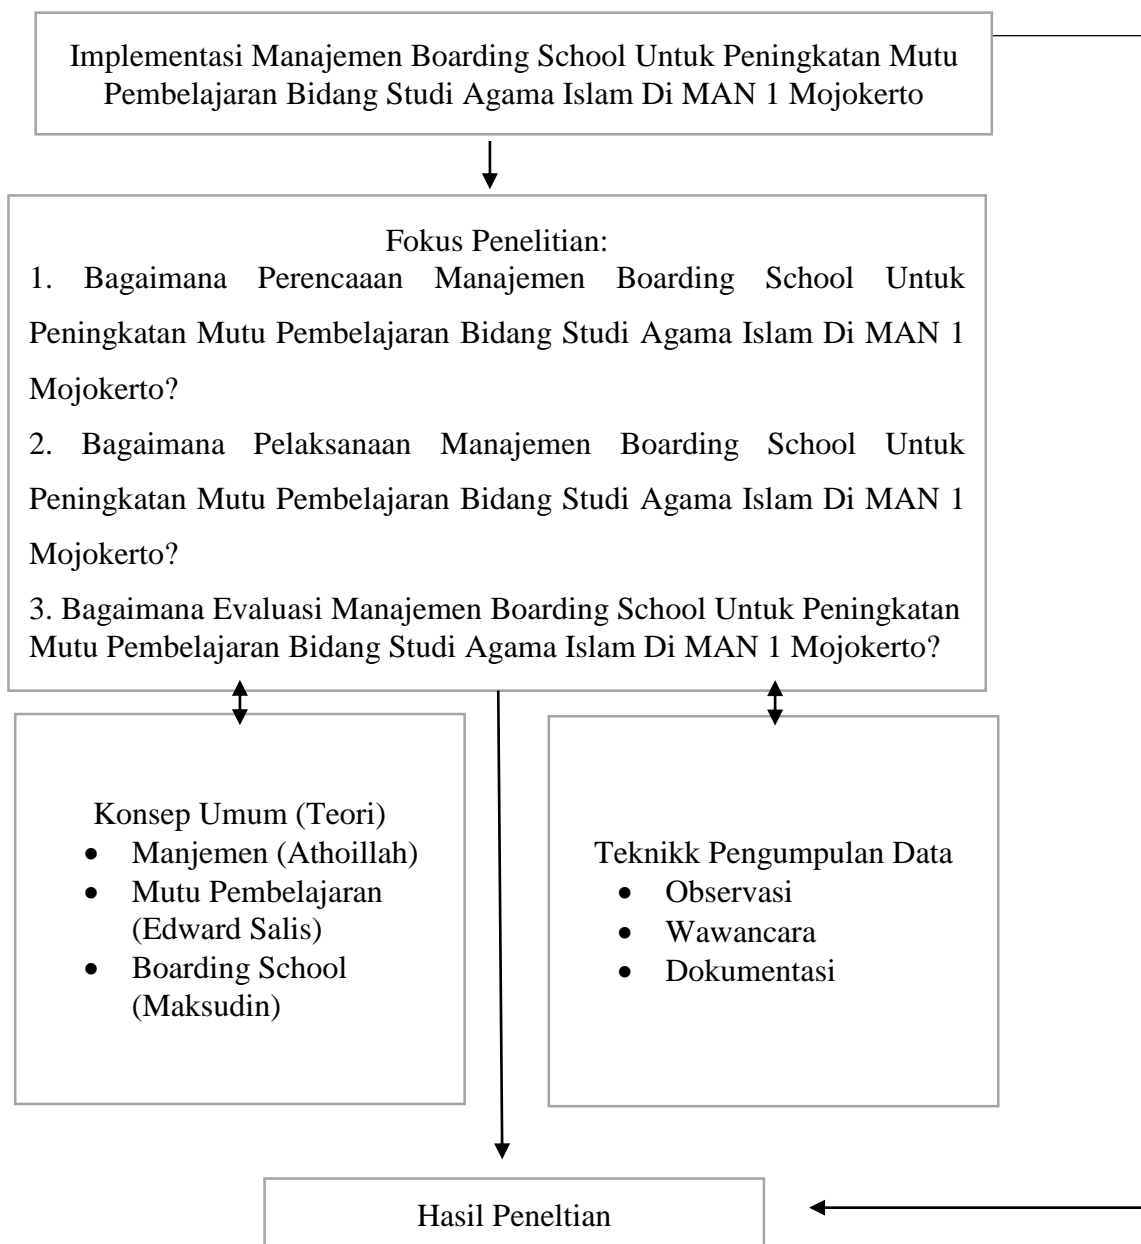 Implementasi Manajemen Boarding School Untuk Peningkatan Mutu
Pembelajaran Bidang Studi Agama Islam Di MAN 1 Mojokerto
Fokus Penelitian:
1. Bagaimana Perencaaan Manajemen Boarding School Untuk
Peningkatan Mutu Pembelajaran Bidang Studi Agama Islam Di MAN 1
Mojokerto?
2. Bagaimana Pelaksanaan Manajemen Boarding School Untuk
Peningkatan Mutu Pembelajaran Bidang Studi Agama Islam Di MAN 1
Mojokerto?
3. Bagaimana Evaluasi Manajemen Boarding School Untuk Peningkatan
Mutu Pembelajaran Bidang Studi Agama Islam Di MAN 1 Mojokerto?
Konsep Umum (Teori)
• Manjemen (Athoillah)
• Mutu Pembelajaran
(Edward Salis)
• Boarding School
(Maksudin)
Teknikk Pengumpulan Data
• Observasi
• Wawancara
• Dokumentasi
Hasil Peneltian